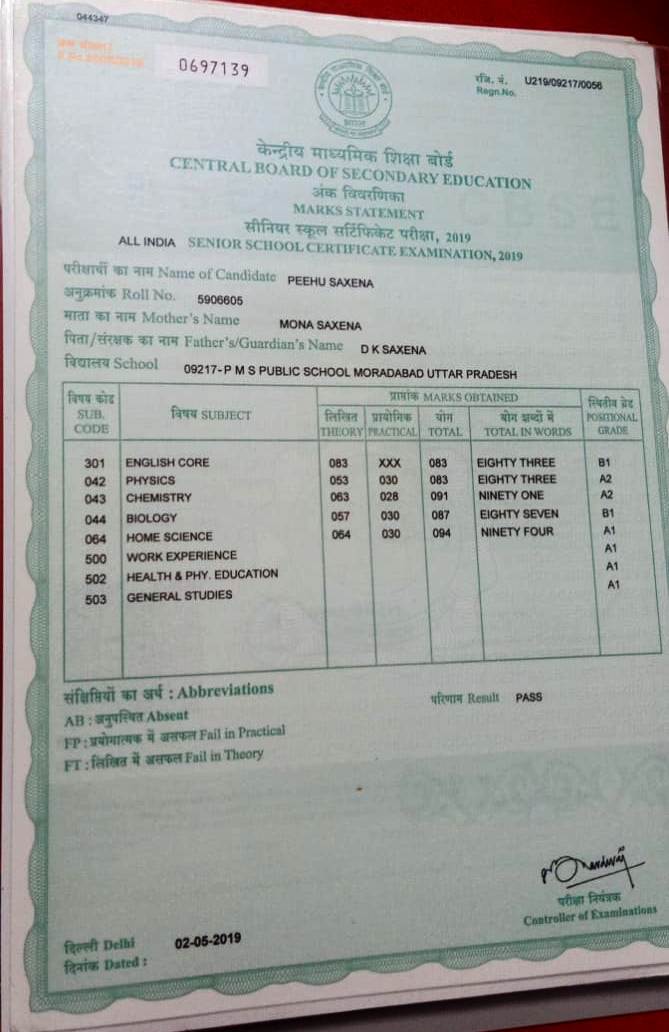 044347
0697139
रजि. नं. U219/09217/0056
Regn.No.
केन्द्रीय माध्यमिक शिक्षा बोर्ड
CENTRAL BOARD OF SECONDARY EDUCATION
अंक विवरणिका
MARKS STATEMENT
सीनियर स्कूल सर्टिफिकेट परीक्षा, 2019
ALL INDIA SENIOR SCHOOL CERTIFICATE EXAMINATION, 2019
परीक्षार्थी का नाम Name of Candidate PEEHU SAXENA
अनुक्रमांक Roll No. 5906605
माता का नाम Mother's Name MONA SAXENA
पिता/संरक्षक का नाम Father's/Guardian's Name D K SAXENA
विद्यालय School 09217-P M S PUBLIC SCHOOL MORADABAD UTTAR PRADESH
विषय कोड SUB. CODE विषय SUBJECT प्राप्तांक MARKS OBTAINED स्थितीय ग्रेड POSITIONAL GRADE
लिखित THEORY प्रायोगिक PRACTICAL योग TOTAL योग शब्दों में TOTAL IN WORDS
301 ENGLISH CORE 083 XXX 083 EIGHTY THREE B1
042 PHYSICS 053 030 083 EIGHTY THREE A2
043 CHEMISTRY 063 028 091 NINETY ONE A2
044 BIOLOGY 057 030 087 EIGHTY SEVEN B1
064 HOME SCIENCE 064 030 094 NINETY FOUR A1
500 WORK EXPERIENCE A1
502 HEALTH & PHY. EDUCATION A1
503 GENERAL STUDIES A1
संक्षिप्तियों का अर्थ : Abbreviations
परिणाम Result PASS
AB : अनुपस्थित Absent
FP : प्रयोगात्मक में असफल Fail in Practical
FT : लिखित में असफल Fail in Theory
परीक्षा नियंत्रक
Controller of Examinations
दिल्ली Delhi
02-05-2019
दिनांक Dated :